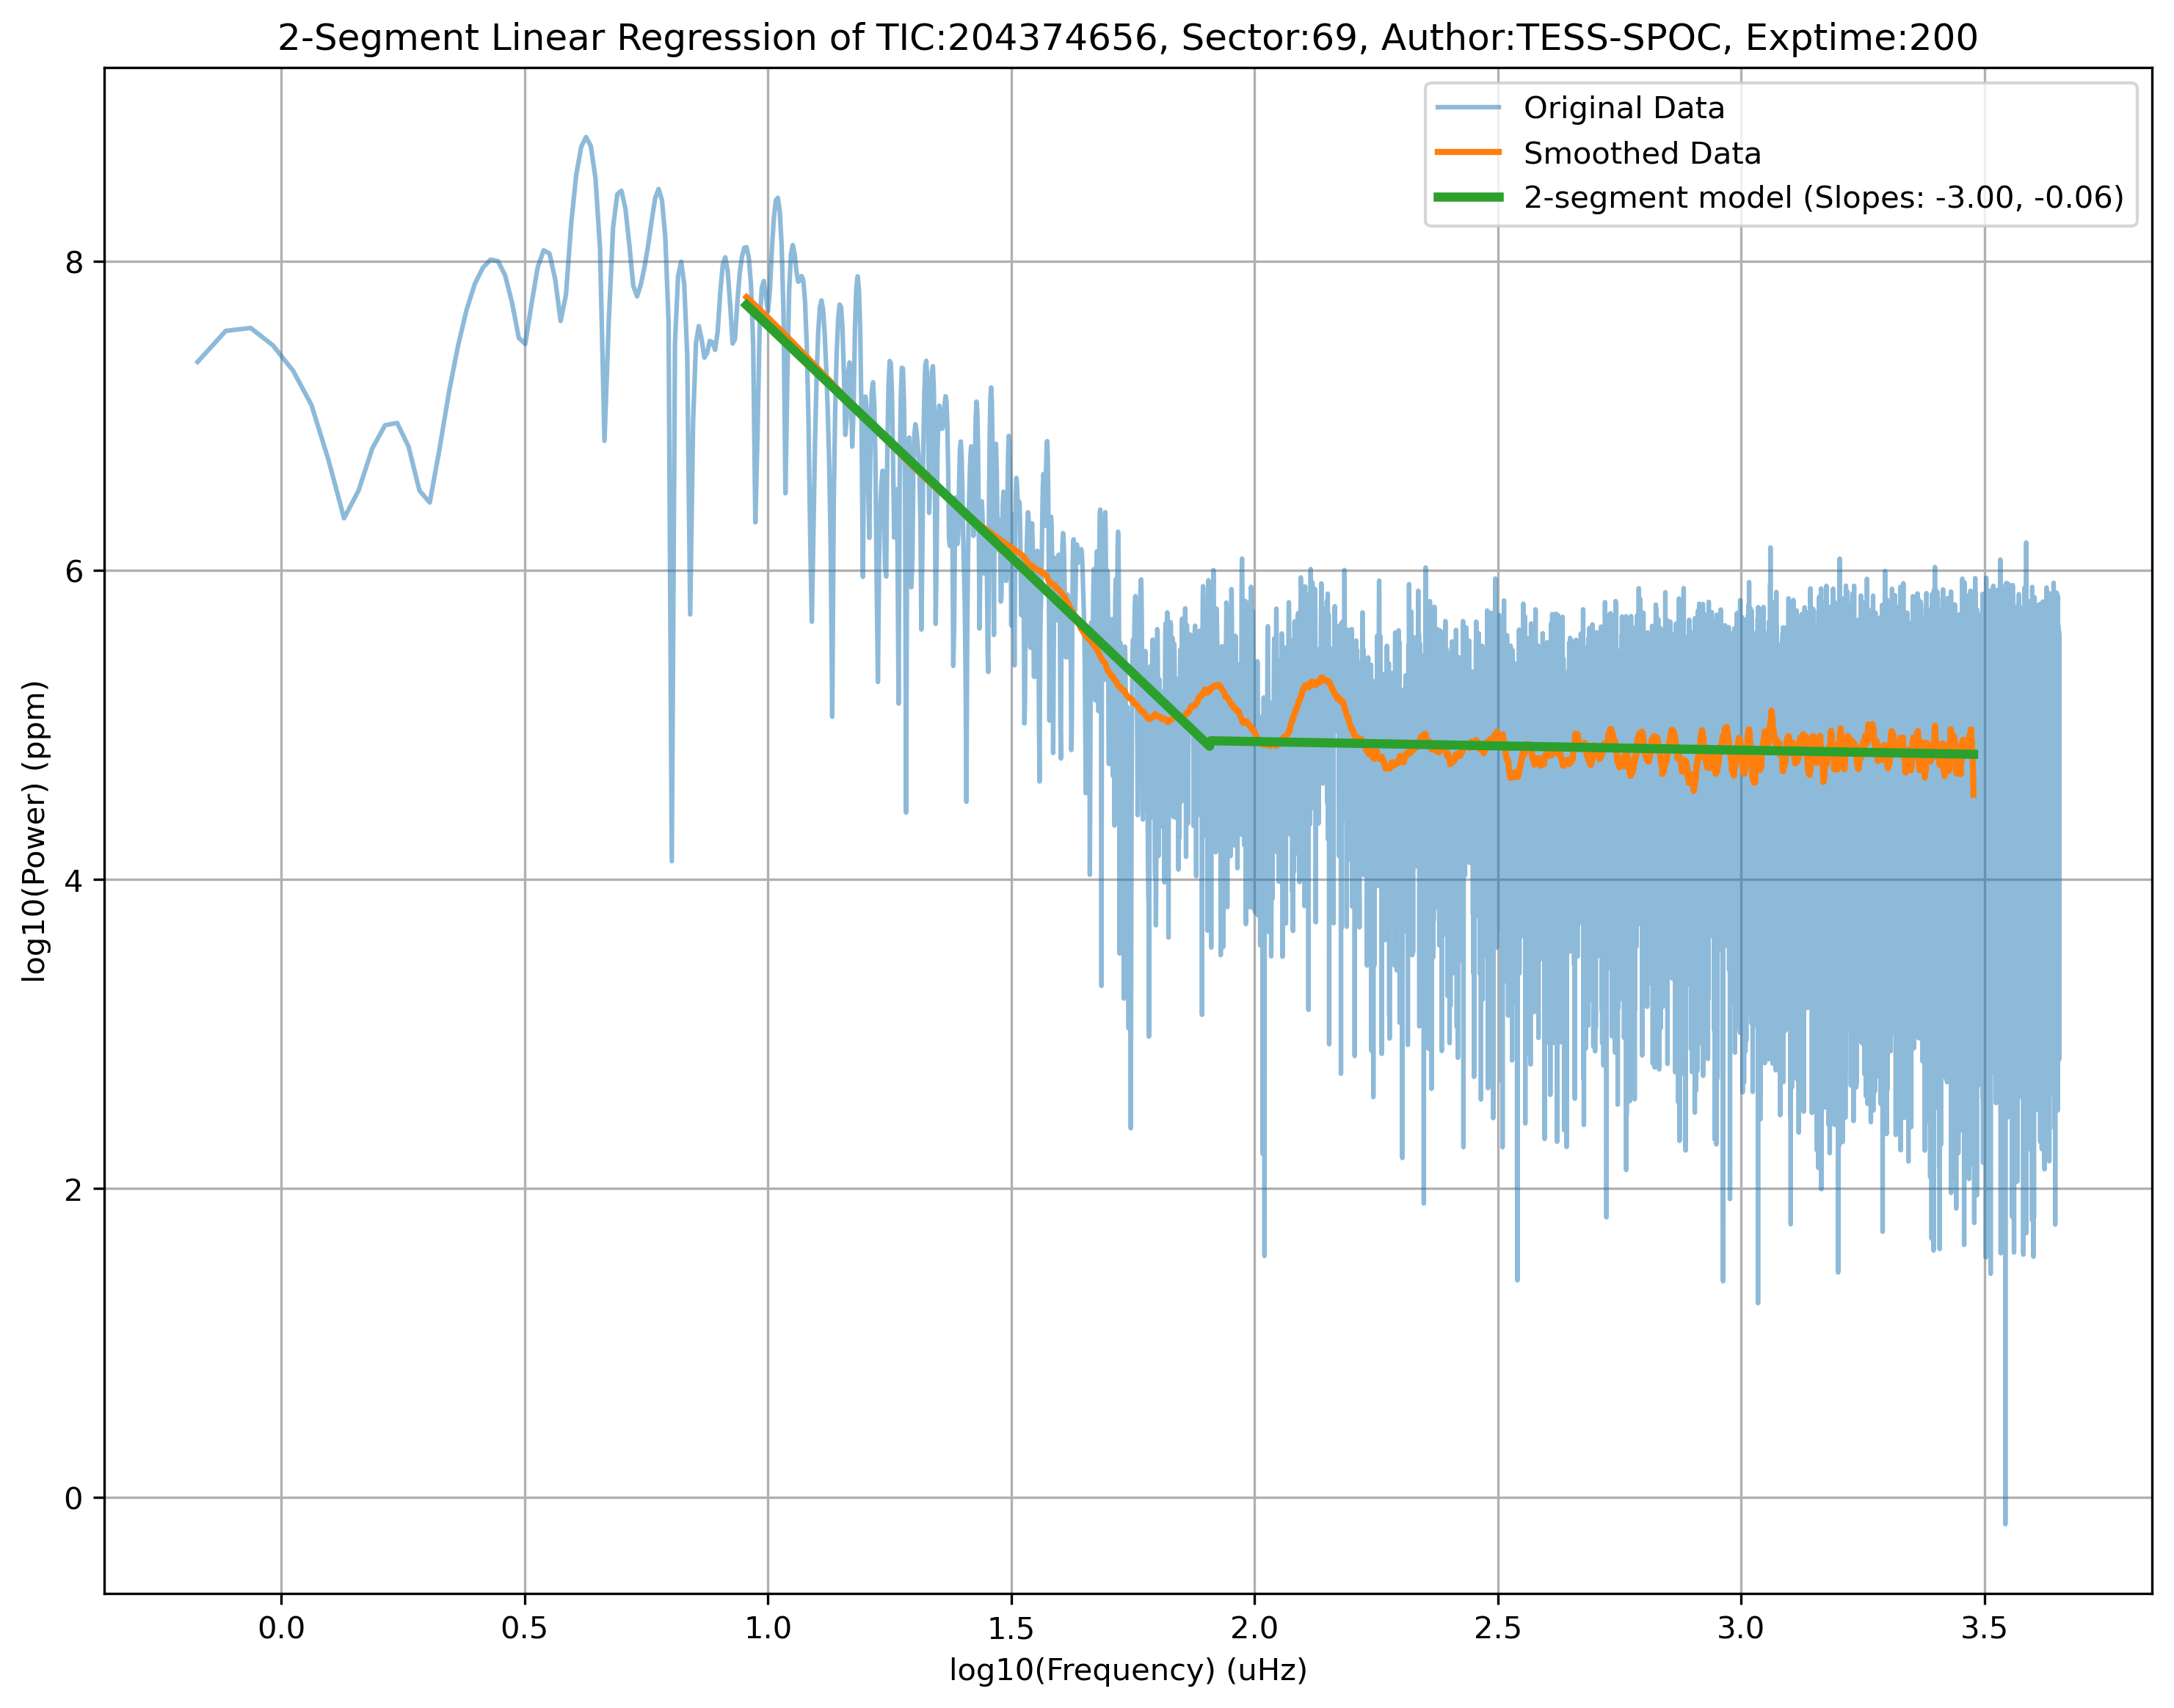 2-Segment Linear Regression of TIC:204374656, Sector:69, Author:TESS-SPOC, Exptime:200
Original Data
Smoothed Data
2-segment model (Slopes: -3.00, -0.06)
log10(Power) (ppm)
8
6
4
2
0
0.0 0.5 1.0 1.5 2.0 2.5 3.0 3.5
log10(Frequency) (uHz)